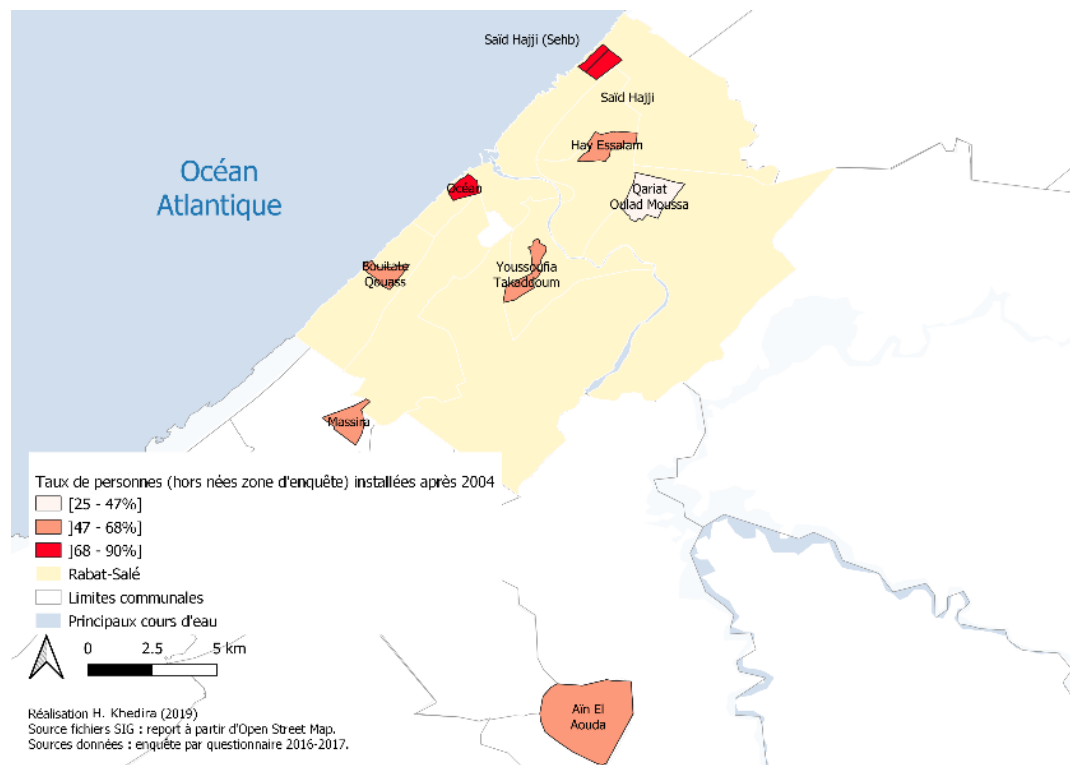 Saïd Hajji (Sehb)
Saïd Hajji
Hay Essalam
Océan
Atlantique
Océan
Qariat
Oulad Moussa
Bouitate
Qouass
Youssoufia
Takaddoum
Massira
Taux de personnes (hors nées zone d'enquête) installées après 2004
[25 - 47%]
]47 - 68%]
]68 - 90%]
Rabat-Salé
Limites communales
Principaux cours d'eau
0 2.5 5 km
Aïn El
Aouda
Réalisation H. Khedira (2019)
Source fichiers SIG : report à partir d'Open Street Map.
Sources données : enquête par questionnaire 2016-2017.